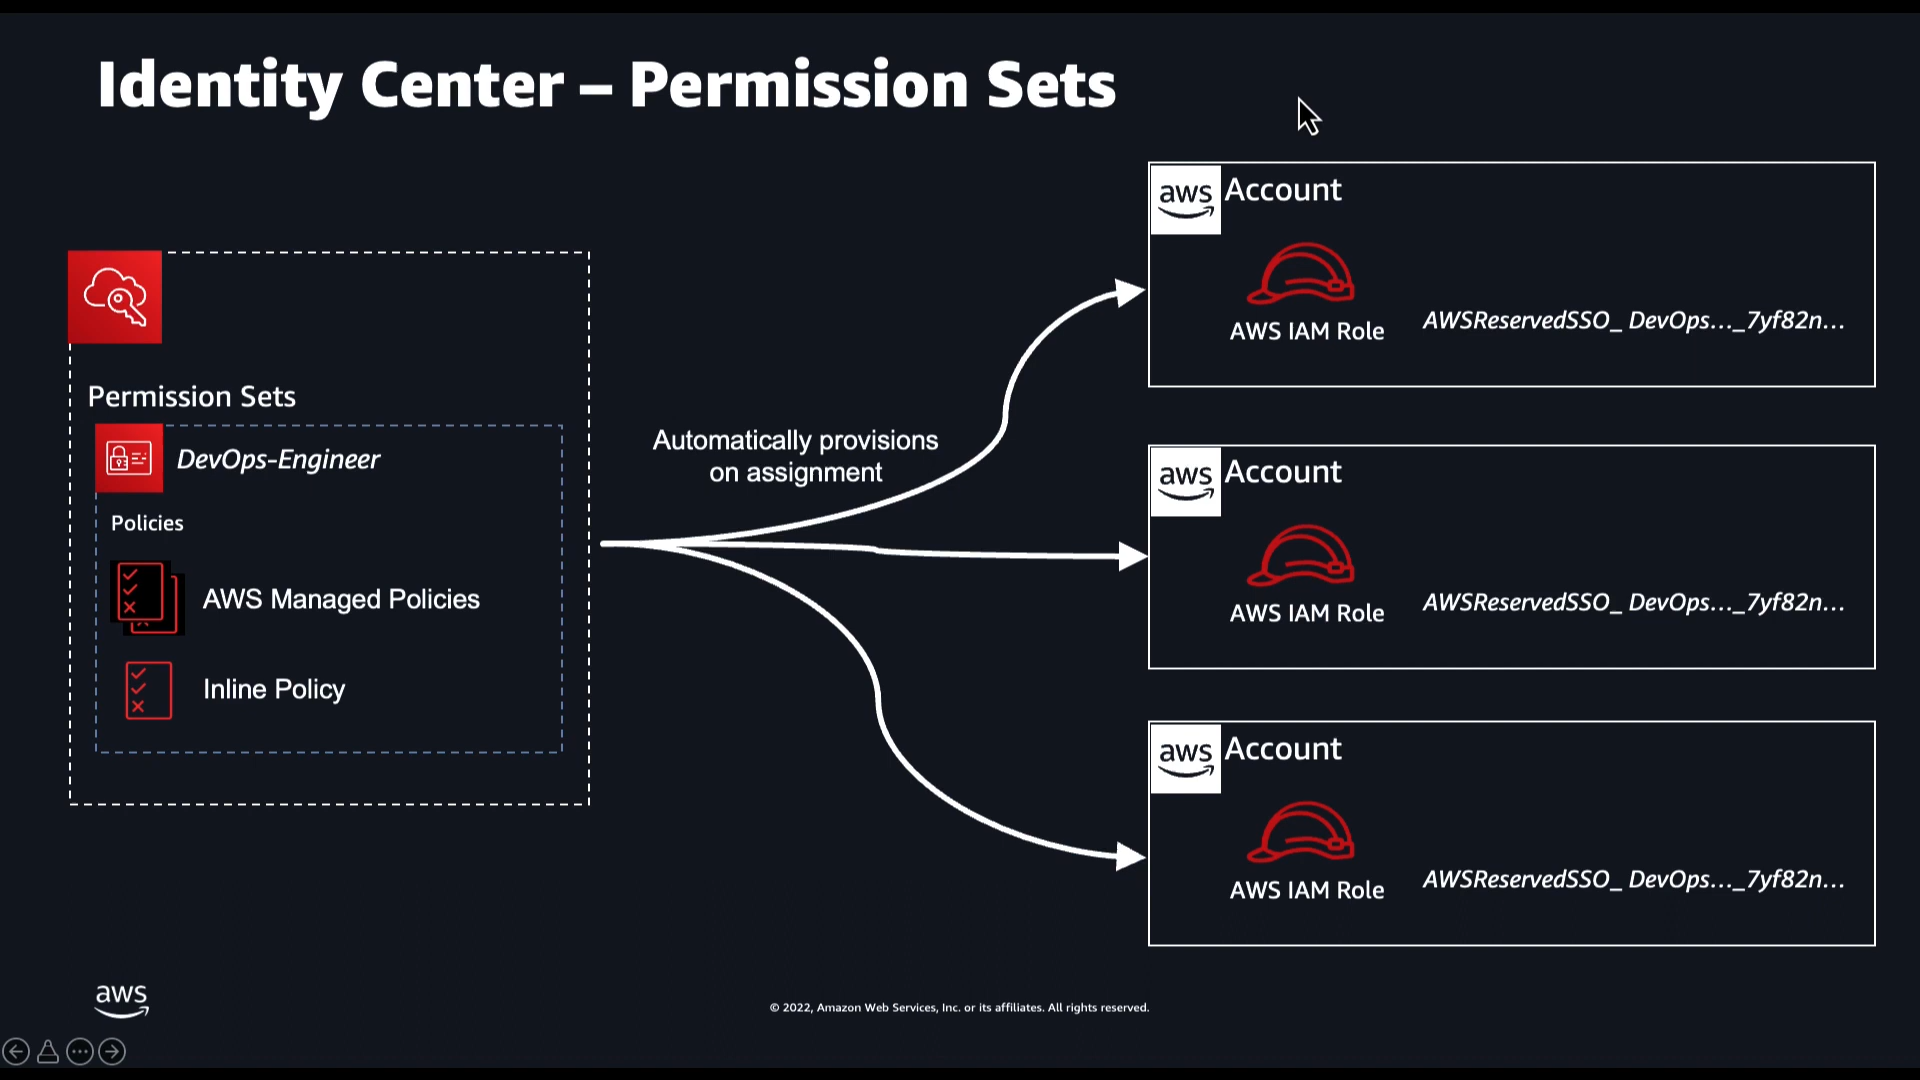 Identity Center – Permission Sets
Permission Sets
DevOps-Engineer
Policies
AWS Managed Policies
Inline Policy
Automatically provisions
on assignment
aws Account
AWS IAM Role
AWSReservedSSO_ DevOps..._7yf82n...
aws Account
AWS IAM Role
AWSReservedSSO_ DevOps..._7yf82n...
aws Account
AWS IAM Role
AWSReservedSSO_ DevOps..._7yf82n...
aws
© 2022, Amazon Web Services, Inc. or its affiliates. All rights reserved.